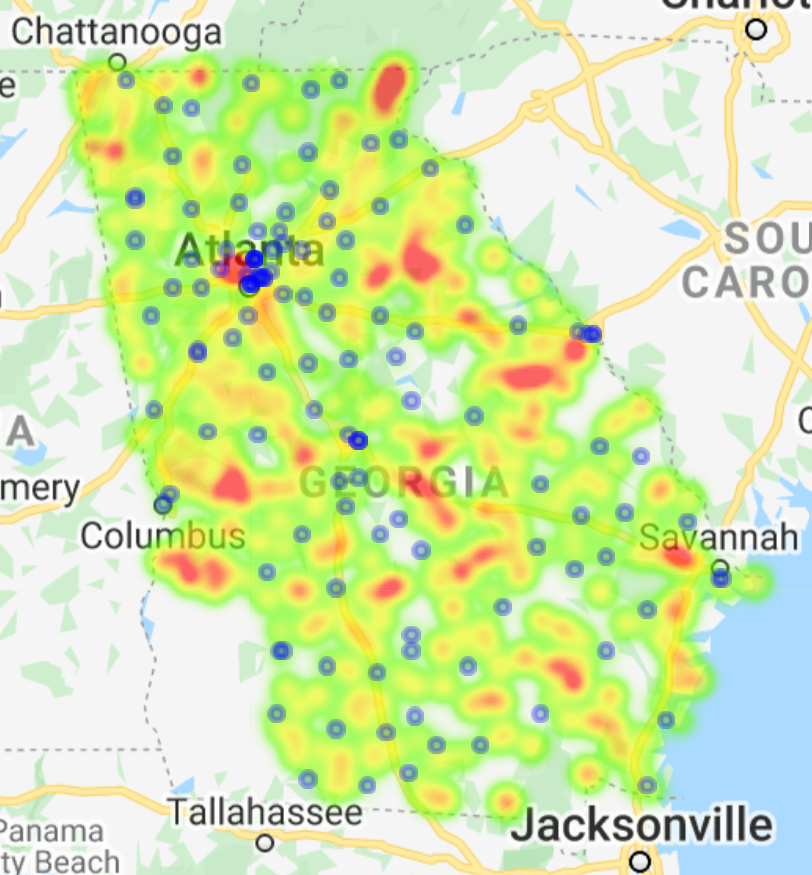 Charlot
Chattanooga
e
Atlanta
SOU
CARO
A
GEORGIA
mery
Columbus
Savannah
C
Tallahassee
Jacksonville
Panama
ty Beach